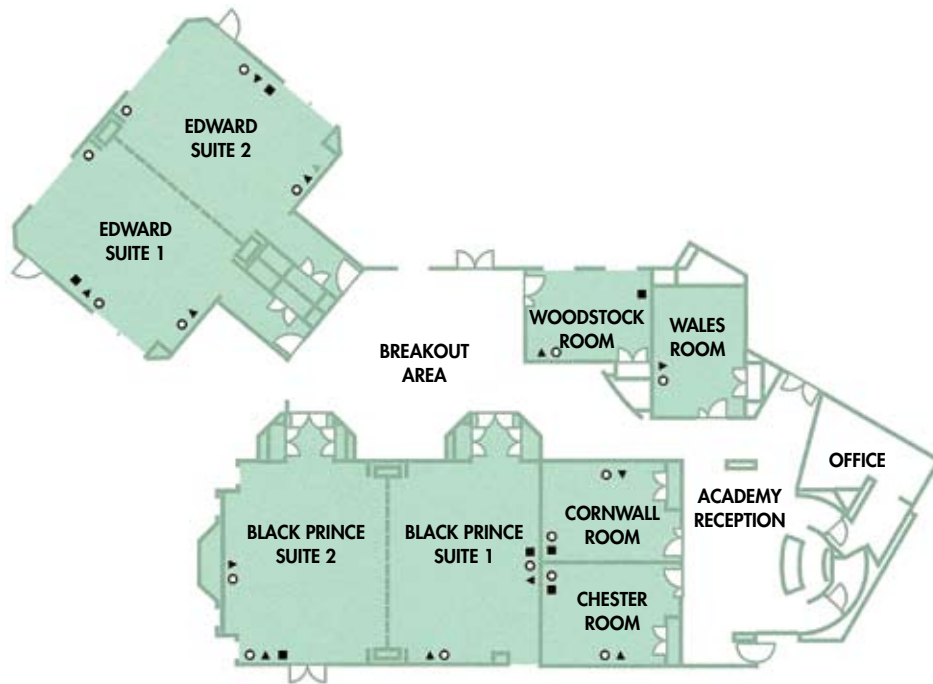 EDWARD
SUITE 2
EDWARD
SUITE 1
WOODSTOCK
ROOM
WALES
ROOM
BREAKOUT
AREA
OFFICE
ACADEMY
RECEPTION
BLACK PRINCE
SUITE 2
BLACK PRINCE
SUITE 1
CORNWALL
ROOM
CHESTER
ROOM